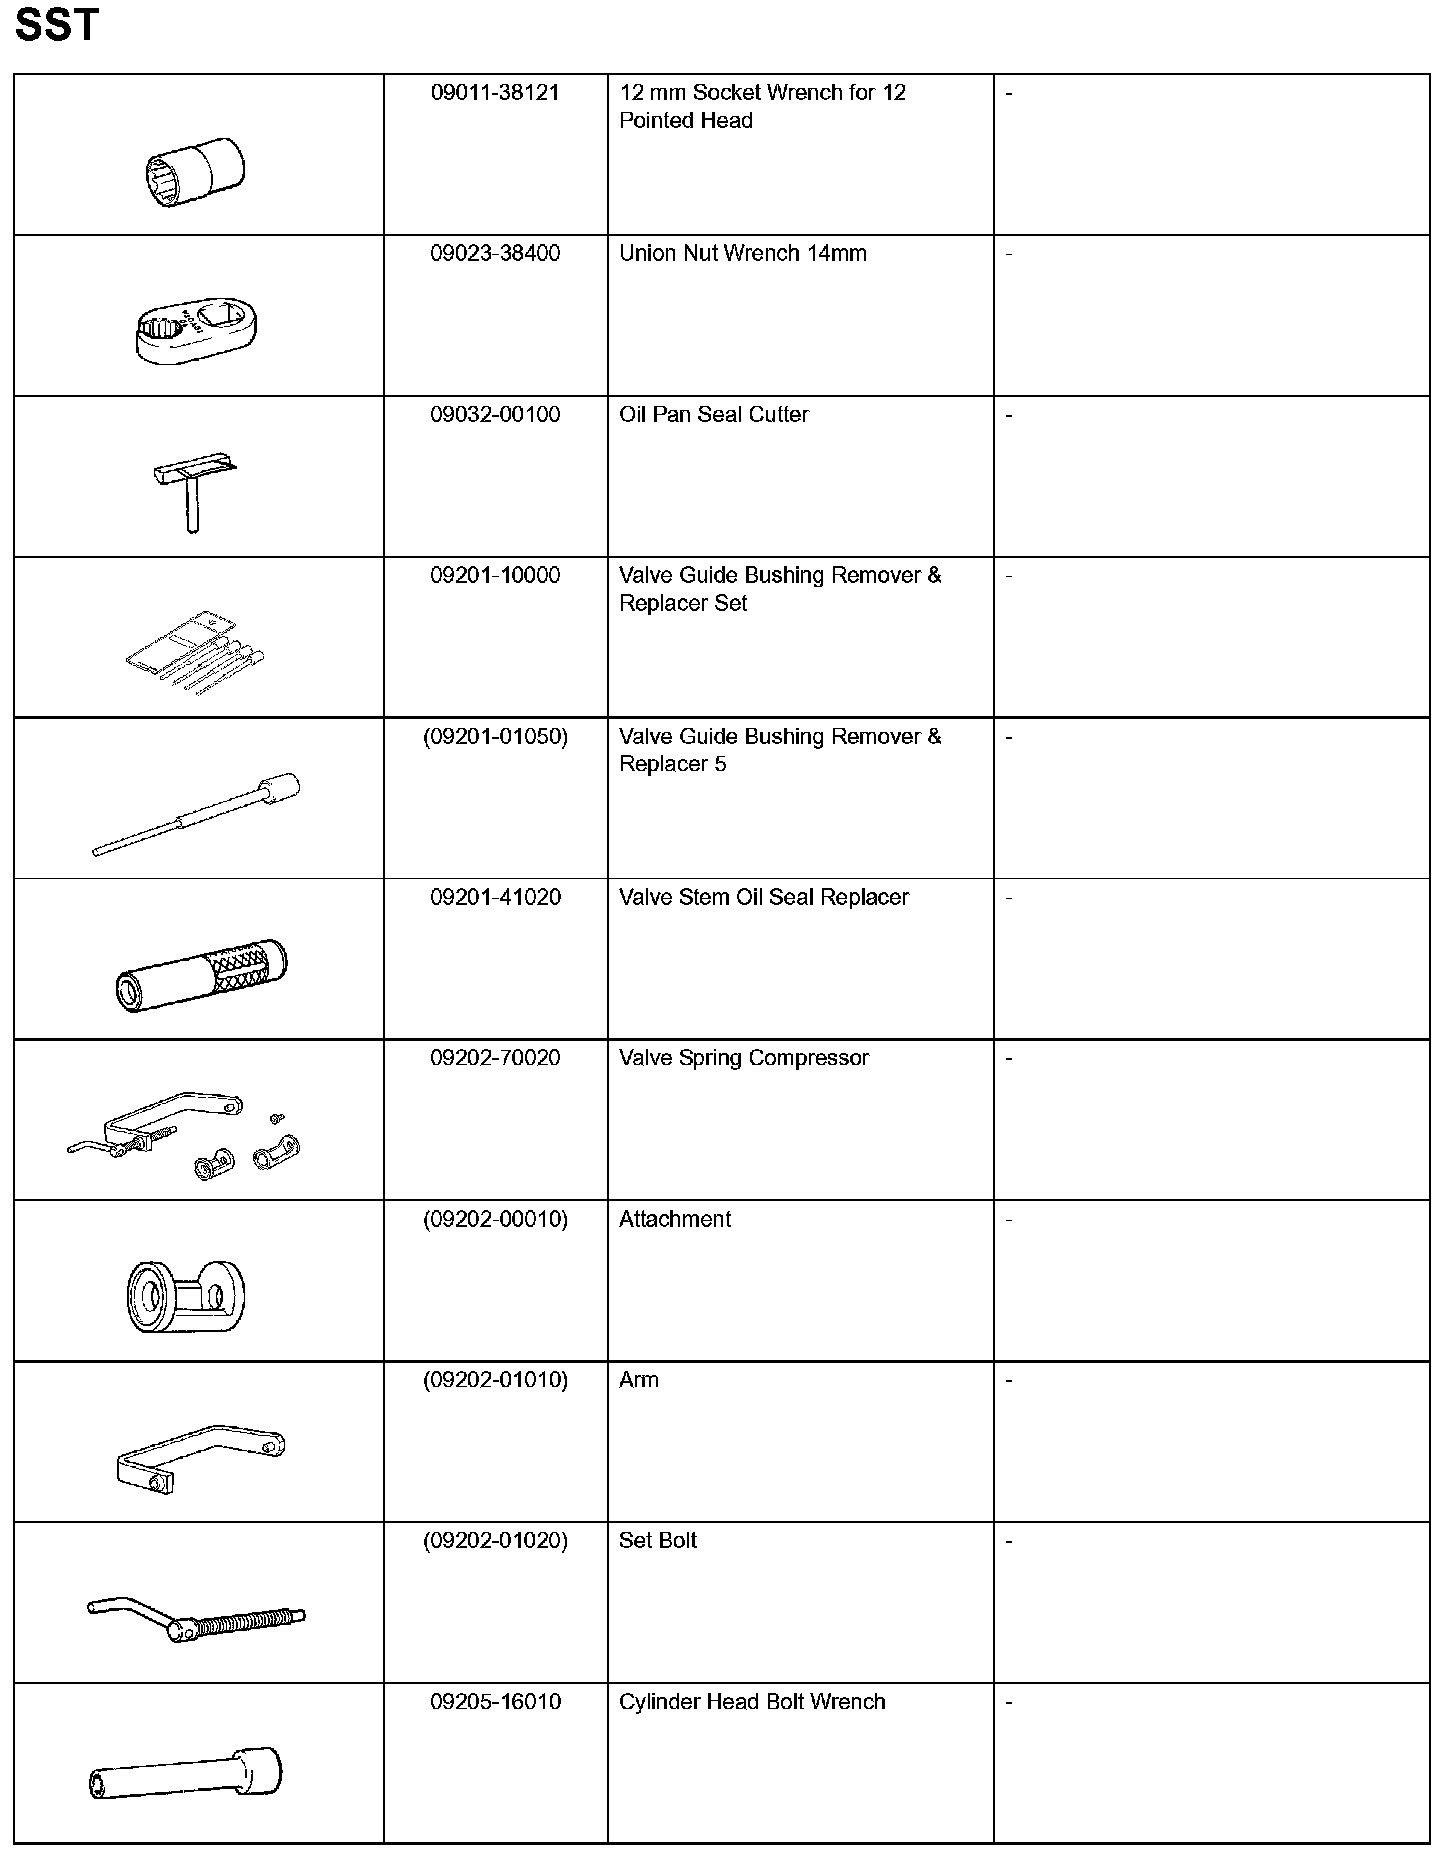 SST
09011-38121
12 mm Socket Wrench for 12
Pointed Head
-
09023-38400
Union Nut Wrench 14mm
-
09032-00100
Oil Pan Seal Cutter
-
09201-10000
Valve Guide Bushing Remover &
Replacer Set
-
(09201-01050)
Valve Guide Bushing Remover &
Replacer 5
-
09201-41020
Valve Stem Oil Seal Replacer
-
09202-70020
Valve Spring Compressor
-
(09202-00010)
Attachment
-
(09202-01010)
Arm
-
(09202-01020)
Set Bolt
-
09205-16010
Cylinder Head Bolt Wrench
-